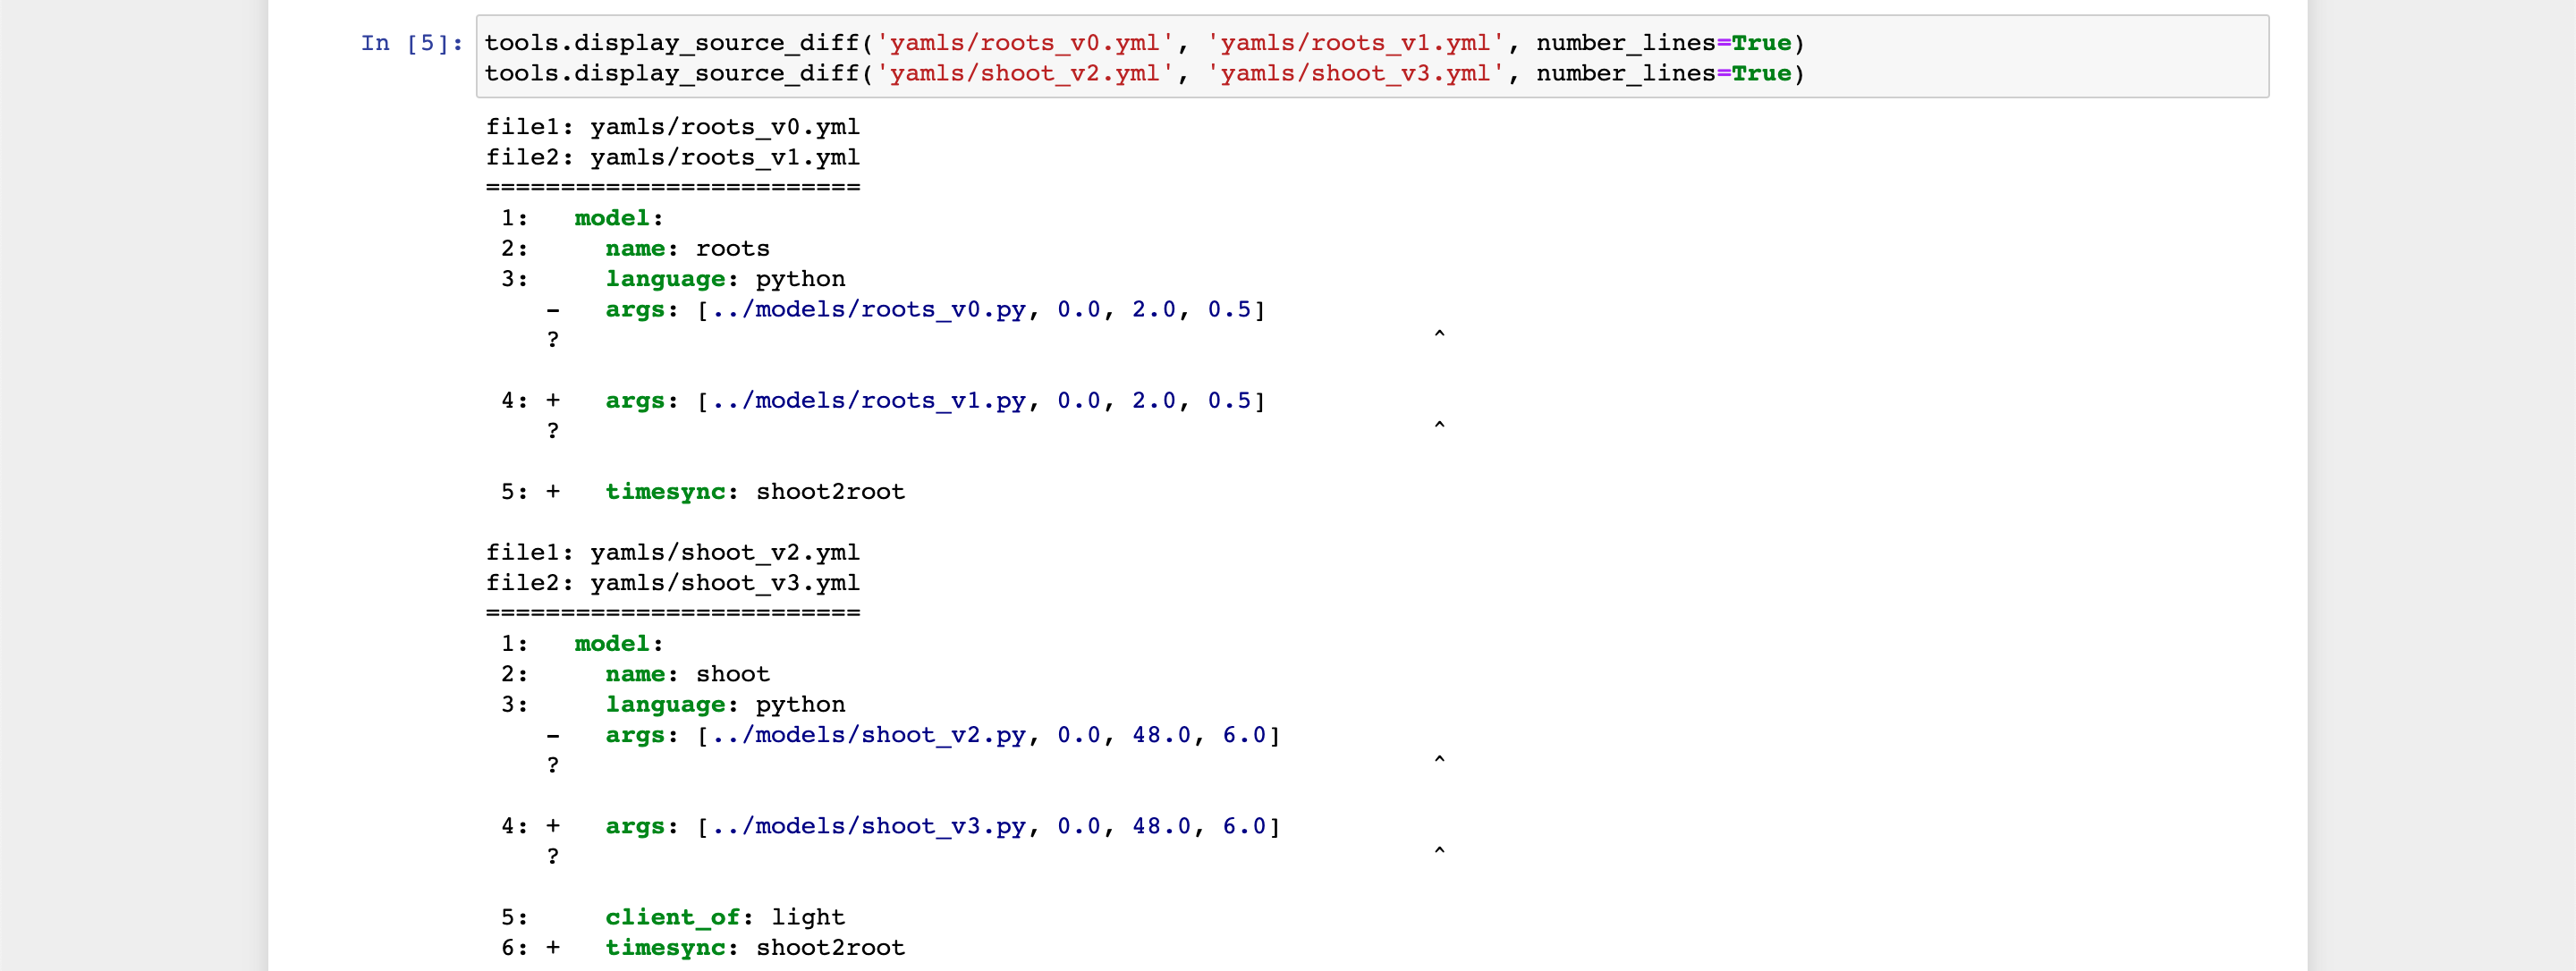 In [5]: tools.display_source_diff('yamls/roots_v0.yml', 'yamls/roots_v1.yml', number_lines=True)
tools.display_source_diff('yamls/shoot_v2.yml', 'yamls/shoot_v3.yml', number_lines=True)
file1: yamls/roots_v0.yml
file2: yamls/roots_v1.yml
=========================
1:   model:
2:     name: roots
3:     language: python
   -   args: [../models/roots_v0.py, 0.0, 2.0, 0.5]
   ?                                                          ^
4: +   args: [../models/roots_v1.py, 0.0, 2.0, 0.5]
   ?                                                          ^
5: +   timesync: shoot2root
file1: yamls/shoot_v2.yml
file2: yamls/shoot_v3.yml
=========================
1:   model:
2:     name: shoot
3:     language: python
   -   args: [../models/shoot_v2.py, 0.0, 48.0, 6.0]
   ?                                                          ^
4: +   args: [../models/shoot_v3.py, 0.0, 48.0, 6.0]
   ?                                                          ^
5:     client_of: light
6: +   timesync: shoot2root